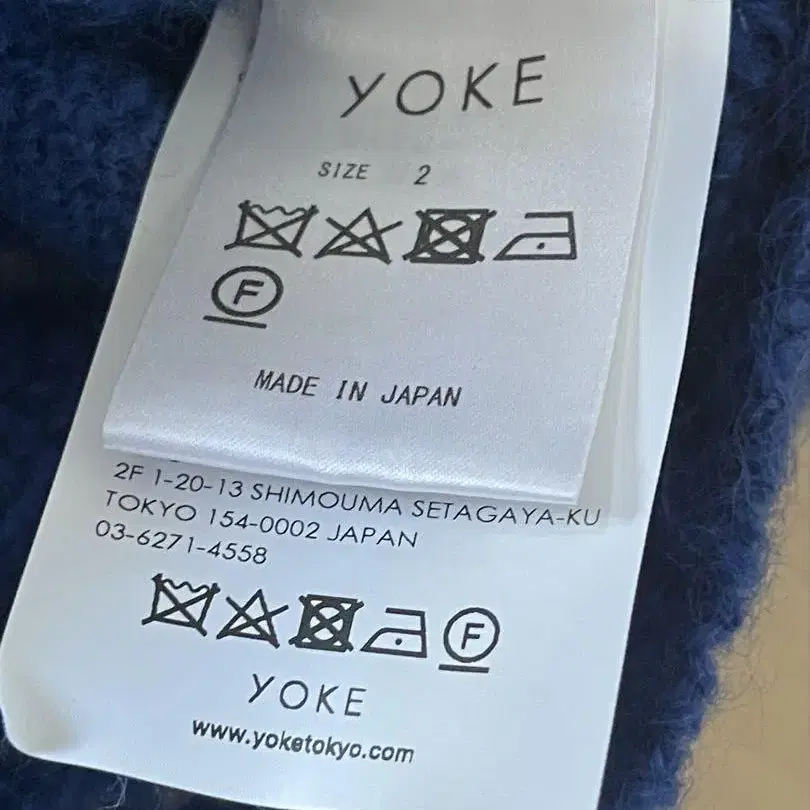 YOKE
SIZE 2
F
MADE IN JAPAN
2F 1-20-13 SHIMOUMA SETAGAYA-KU
TOKYO 154-0002 JAPAN
03-6271-4558
F
YOKE
www.yoketokyo.com